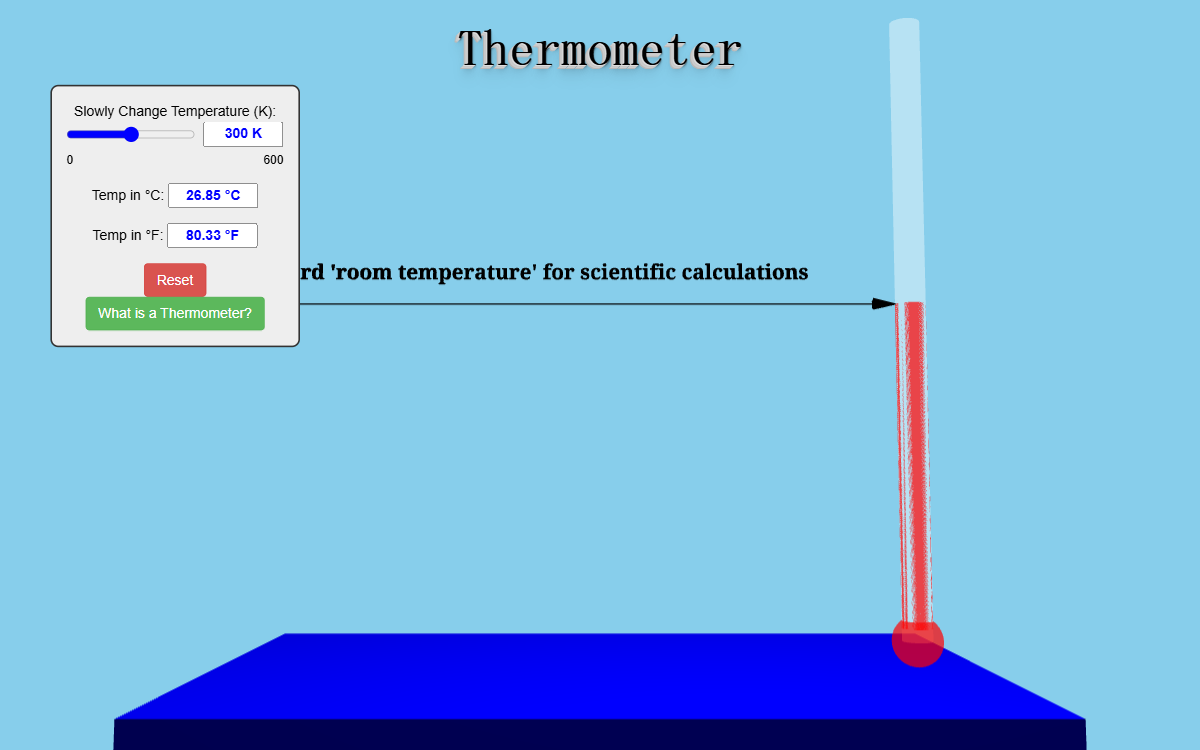 Thermometer
Slowly Change Temperature (K):
300 K
0 600
Temp in °C: 26.85 °C
Temp in °F: 80.33 °F
rd 'room temperature' for scientific calculations
Reset
What is a Thermometer?